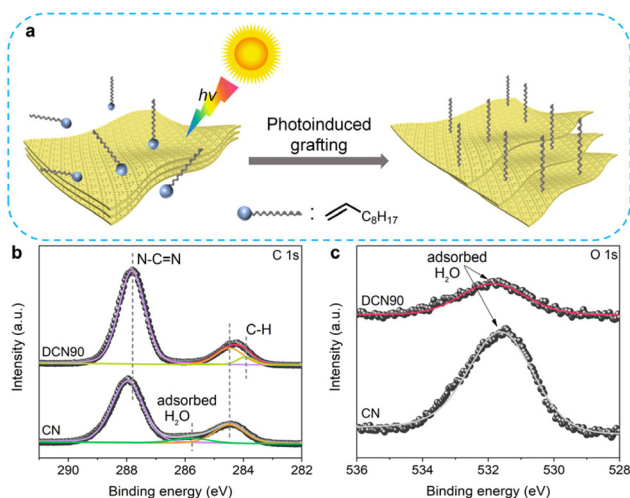 a
hν
Photoinduced
grafting
:
C8H17
b
C 1s
N-C=N
C-H
DCN90
adsorbed
H2O
CN
Intensity (a.u.)
290 288 286 284 282
Binding energy (eV)
c
O 1s
adsorbed
H2O
DCN90
CN
Intensity (a.u.)
536 534 532 530 528
Binding energy (eV)